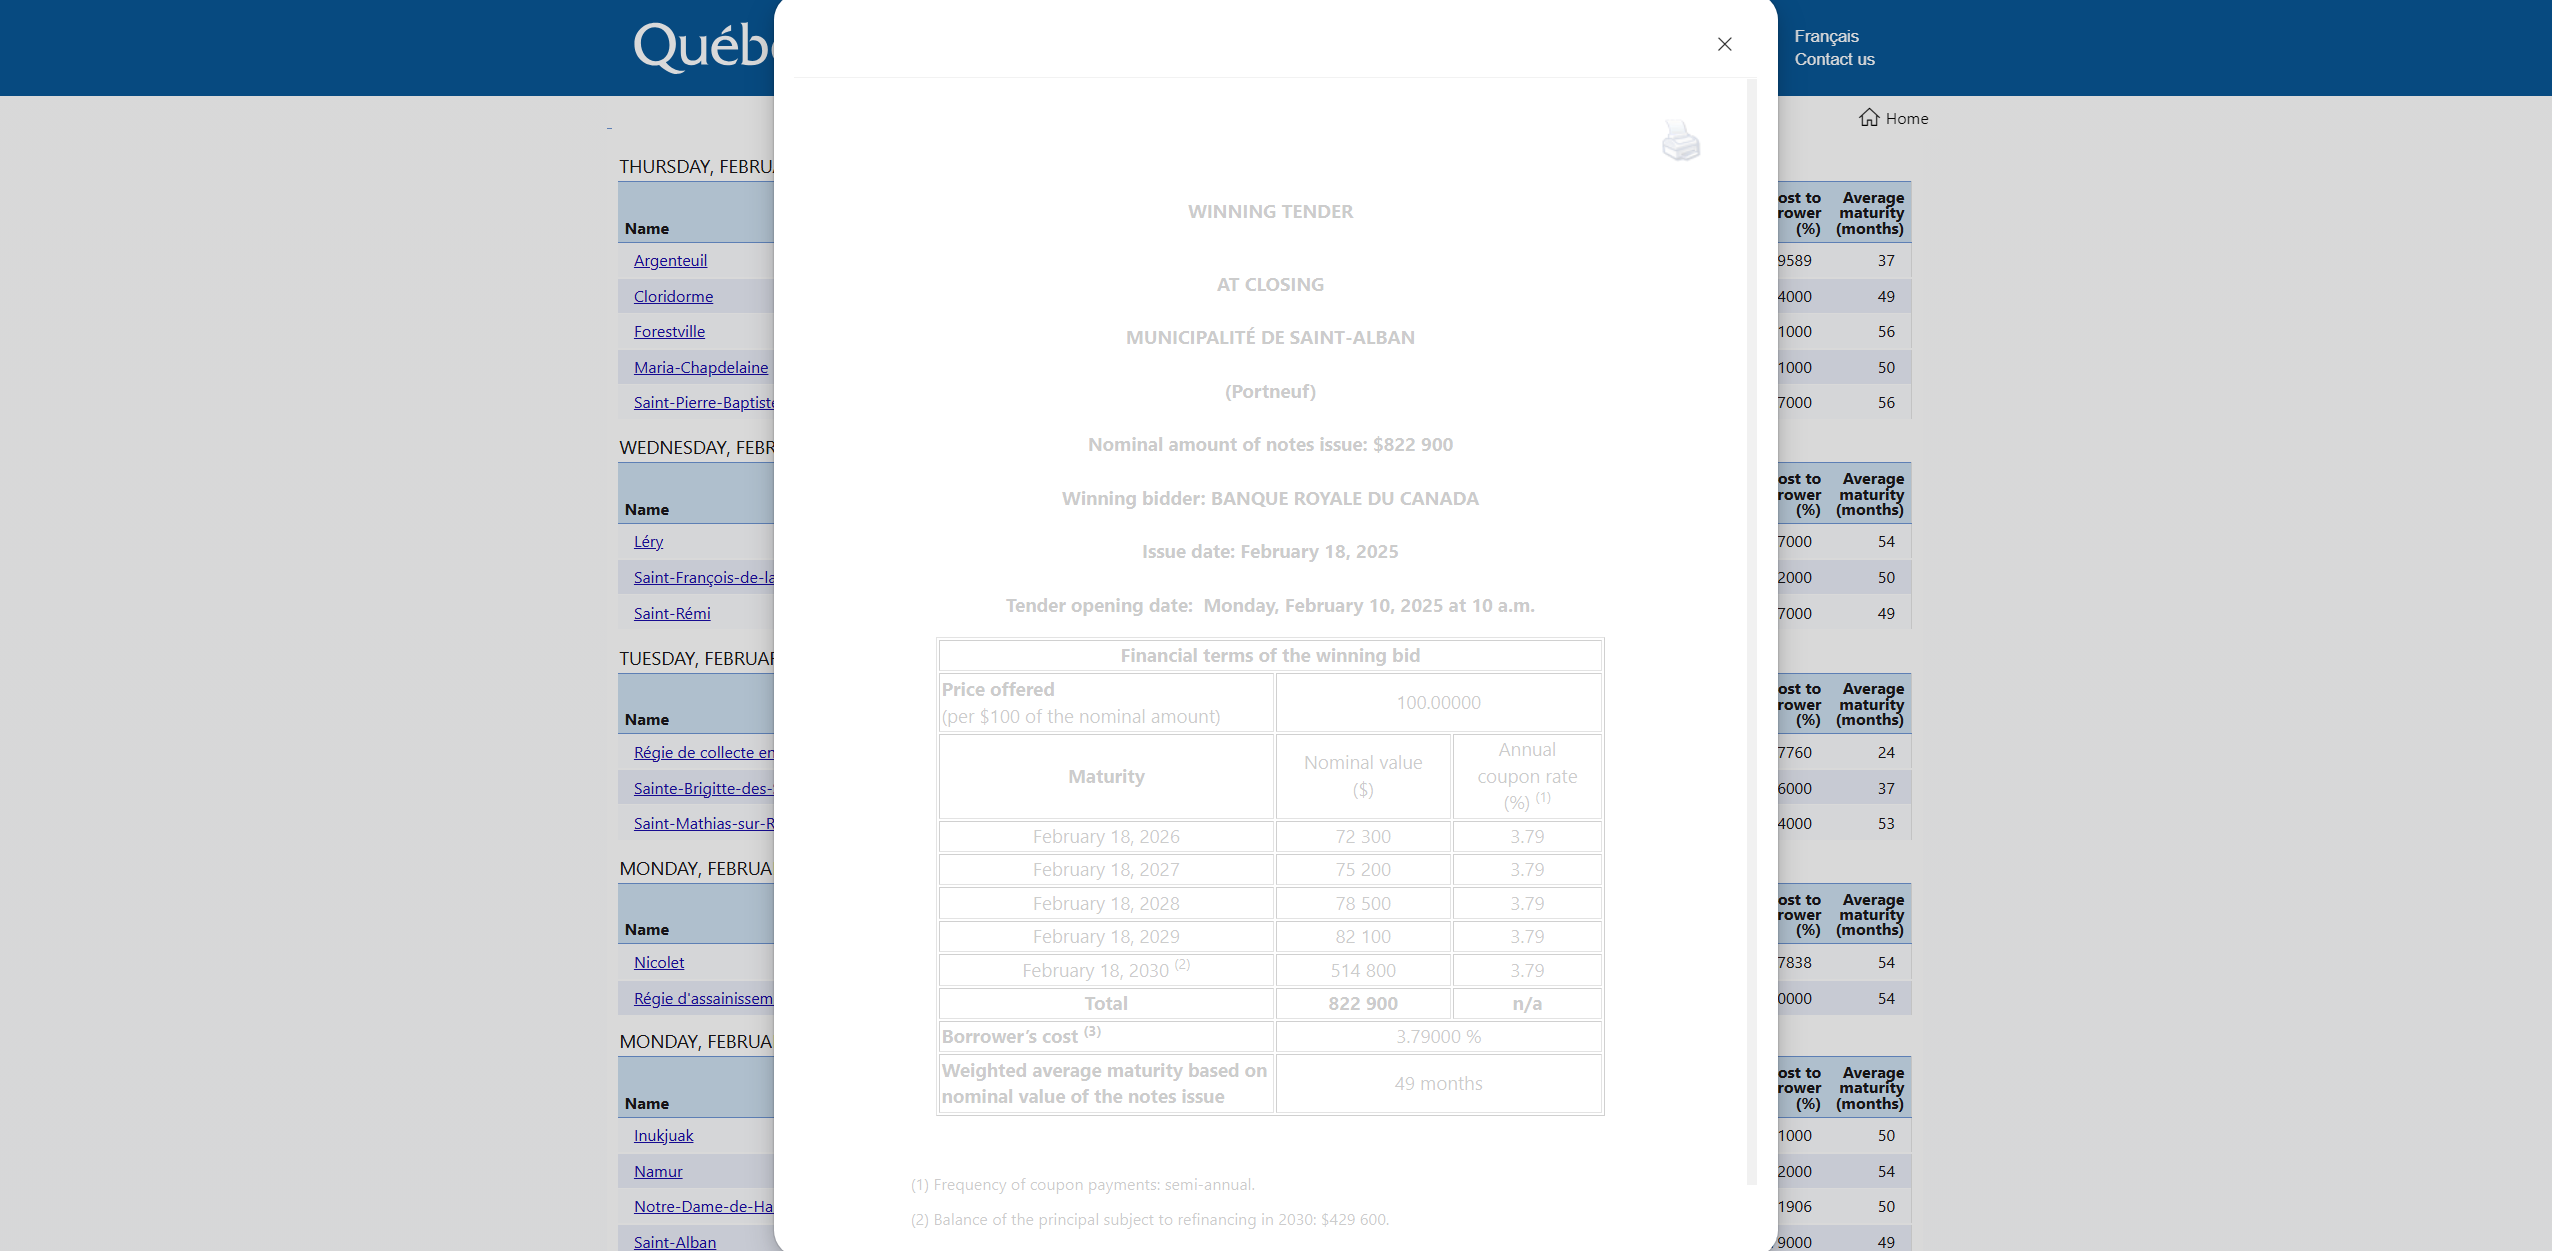 Québ
Français
Contact us
Home
THURSDAY, FEBRU
Name
ost to rower (%)
Average maturity (months)
Argenteuil 9589 37
Cloridorme 4000 49
Forestville 1000 56
Maria-Chapdelaine 1000 50
Saint-Pierre-Baptiste 7000 56
WEDNESDAY, FEBR
Name
ost to rower (%)
Average maturity (months)
Léry 7000 54
Saint-François-de-la 2000 50
Saint-Rémi 7000 49
TUESDAY, FEBRUAR
Name
ost to rower (%)
Average maturity (months)
Régie de collecte en 7760 24
Sainte-Brigitte-des- 6000 37
Saint-Mathias-sur-R 4000 53
MONDAY, FEBRUA
Name
ost to rower (%)
Average maturity (months)
Nicolet 7838 54
Régie d'assainissem 0000 54
MONDAY, FEBRUA
Name
ost to rower (%)
Average maturity (months)
Inukjuak 1000 50
Namur 2000 54
Notre-Dame-de-Ha 1906 50
Saint-Alban 9000 49
WINNING TENDER
AT CLOSING
MUNICIPALITÉ DE SAINT-ALBAN
(Portneuf)
Nominal amount of notes issue: $822 900
Winning bidder: BANQUE ROYALE DU CANADA
Issue date: February 18, 2025
Tender opening date: Monday, February 10, 2025 at 10 a.m.
Financial terms of the winning bid
Price offered
(per $100 of the nominal amount)
100.00000
Maturity
Nominal value
($)
Annual
coupon rate
(%) (1)
February 18, 2026 72 300 3.79
February 18, 2027 75 200 3.79
February 18, 2028 78 500 3.79
February 18, 2029 82 100 3.79
February 18, 2030 (2) 514 800 3.79
Total 822 900 n/a
Borrower’s cost (3) 3.79000 %
Weighted average maturity based on
nominal value of the notes issue
49 months
(1) Frequency of coupon payments: semi-annual.
(2) Balance of the principal subject to refinancing in 2030: $429 600.